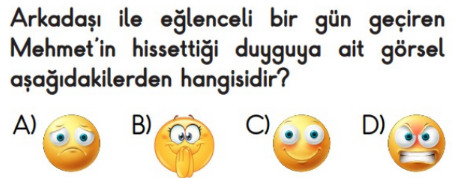 Arkadaşı ile eğlenceli bir gün geçiren
Mehmet'in hissettiği duyguya ait görsel
aşağıdakilerden hangisidir?
A) B) C) D)